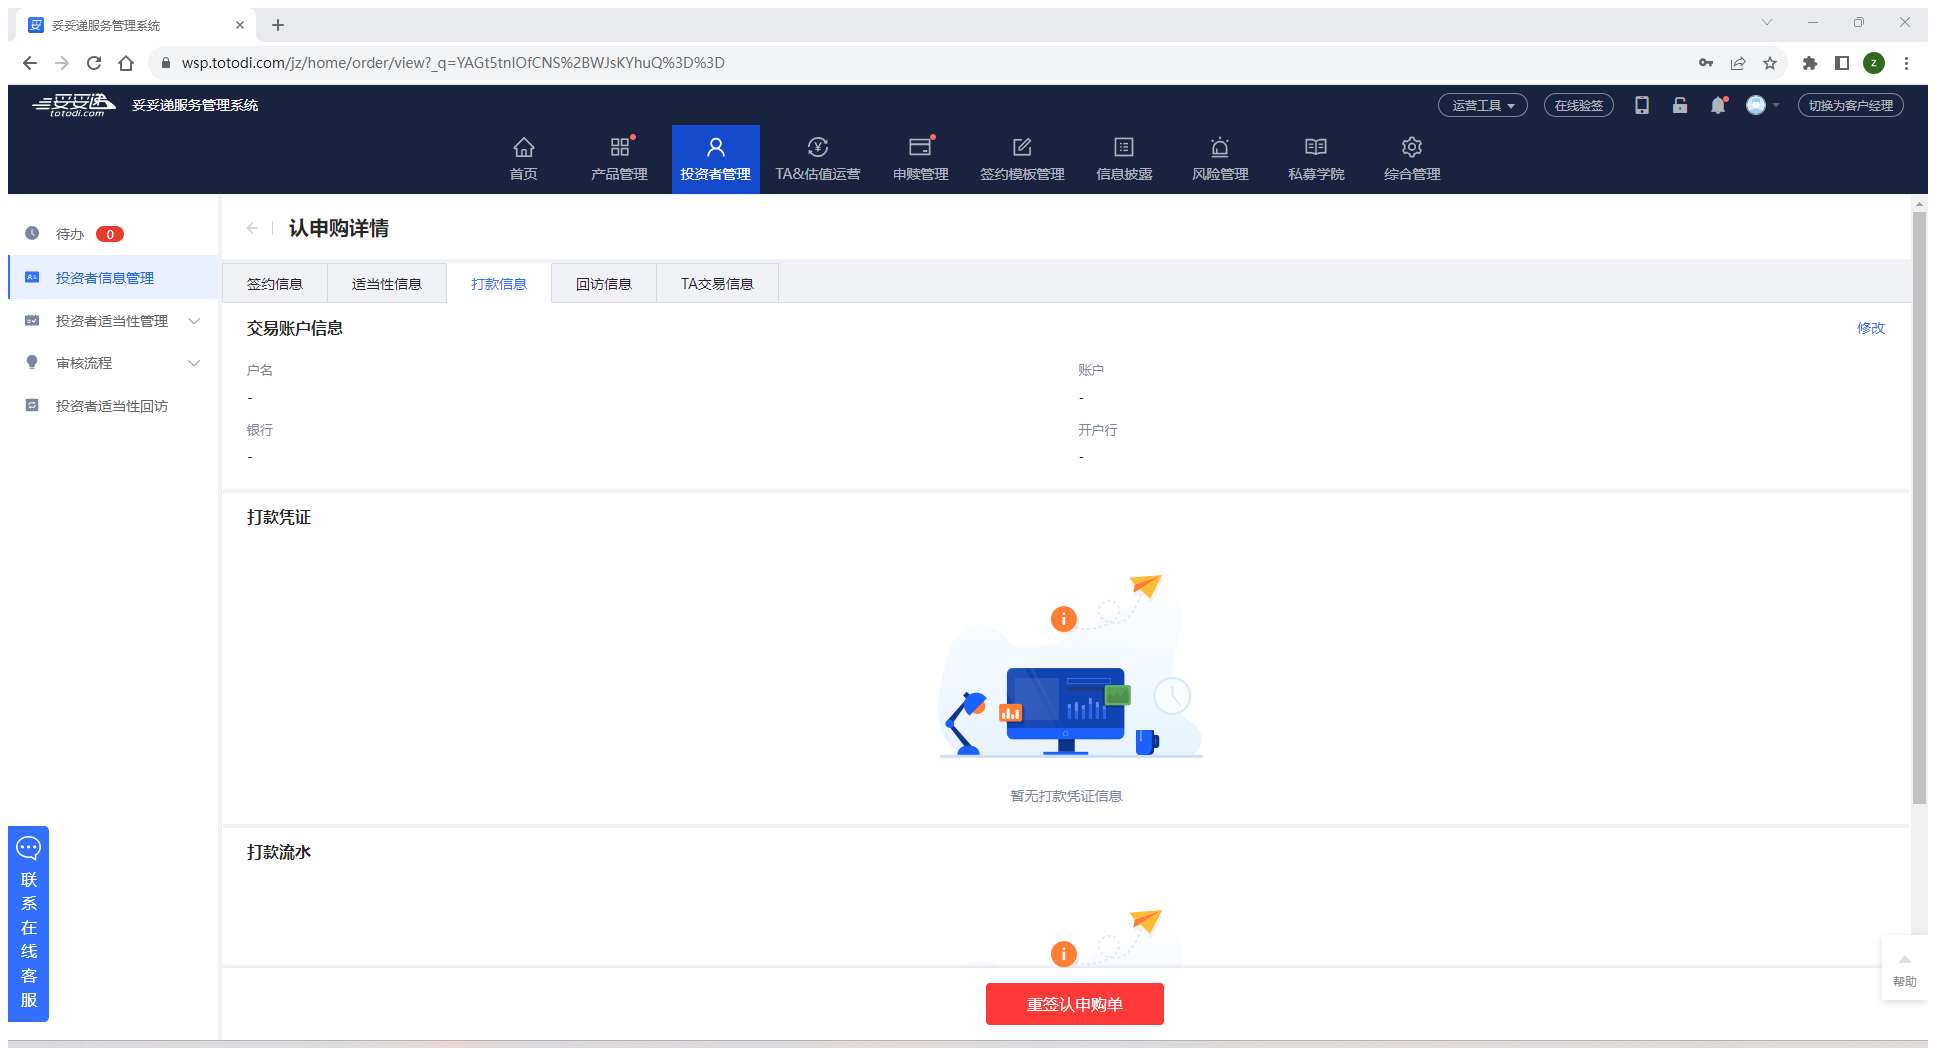 妥妥递服务管理系统
wsp.totodi.com/jz/home/order/view?_q=YAGt5tnlOfCNS%2BWJsKYhuQ%3D%3D
z
妥妥递
totodi.com
妥妥递服务管理系统
运营工具
在线验签
切换为客户经理
首页
产品管理
投资者管理
TA&估值运营
申赎管理
签约模板管理
信息披露
风险管理
私募学院
综合管理
待办 0
投资者信息管理
投资者适当性管理
审核流程
投资者适当性回访
认申购详情
签约信息
适当性信息
打款信息
回访信息
TA交易信息
交易账户信息
修改
户名
-
账户
-
银行
-
开户行
-
打款凭证
暂无打款凭证信息
打款流水
联系在线客服
帮助
重签认申购单